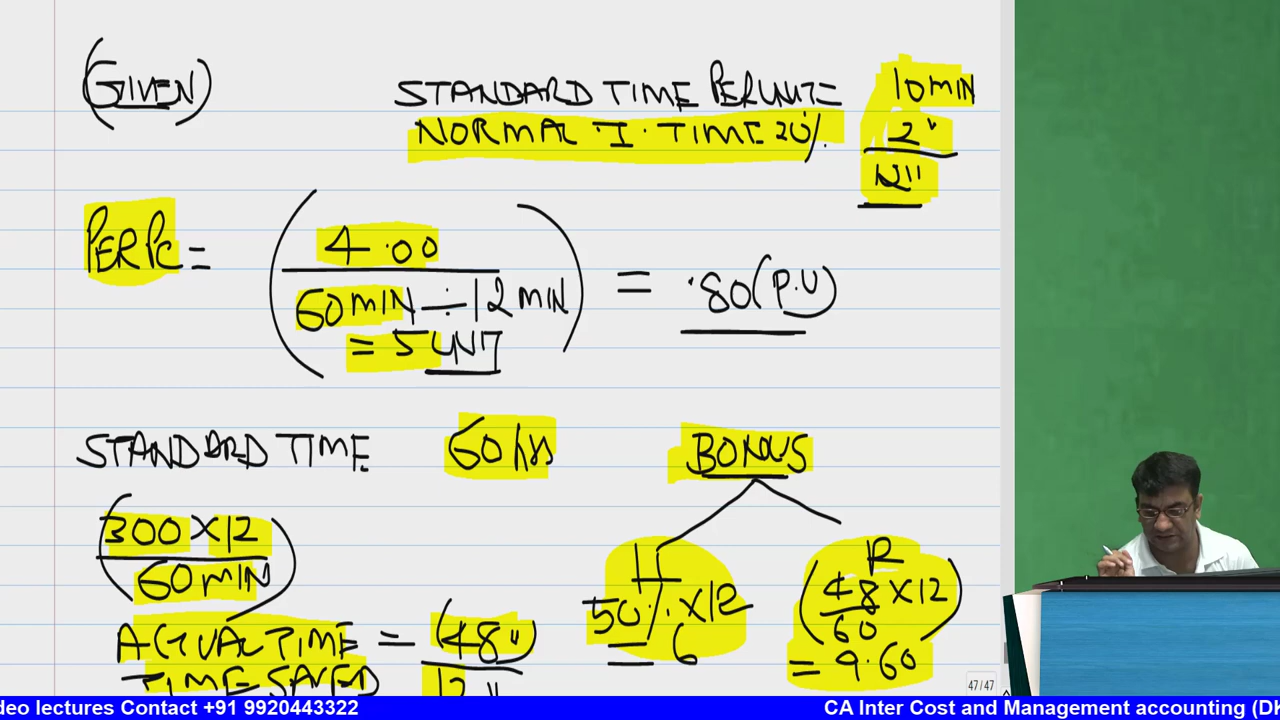 (GIVEN)
STANDARD TIME PER UNIT = 10 MIN
NORMAL .I. TIME 20%. 2"
12"
PER PC = ( 4.00 / 60 MIN ÷ 12 MIN = 5 UNIT ) = .80 (P.U)
STANDARD TIME 60 hrs
( 300 X 12 / 60 MIN )
ACTUAL TIME = (48")
TIME SAVED 12"
BONUS
H
50%. X 12
= 6
R
( 48 / 60 X 12 )
= 9.60
47/47
deo lectures Contact +91 9920443322
CA Inter Cost and Management accounting (DK